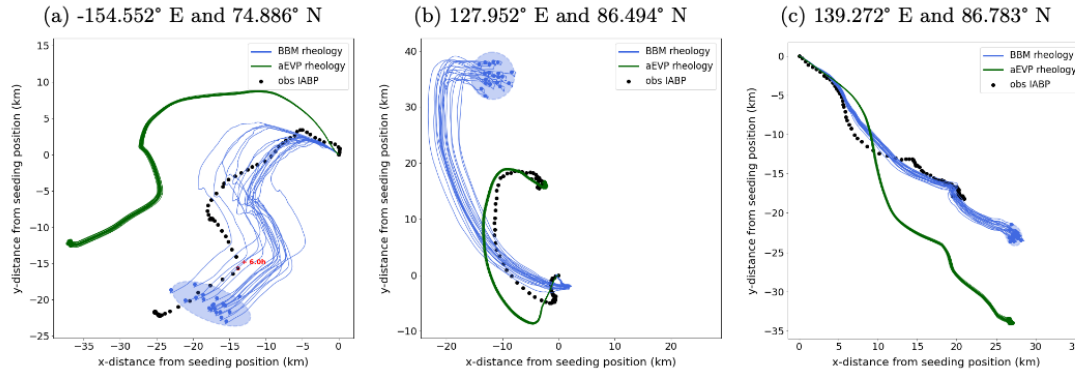 (a) -154.552° E and 74.886° N
(b) 127.952° E and 86.494° N
(c) 139.272° E and 86.783° N
15
10
5
0
−5
−10
−15
−20
−25
y-distance from seeding position (km)
BBM rheology
aEVP rheology
obs IABP
+ 6.0h
−35
−30
−25
−20
−15
−10
−5
0
x-distance from seeding position (km)
40
30
20
10
0
−10
y-distance from seeding position (km)
BBM rheology
aEVP rheology
obs IABP
−20
−10
0
10
20
x-distance from seeding position (km)
0
−5
−10
−15
−20
−25
−30
−35
y-distance from seeding position (km)
BBM rheology
aEVP rheology
obs IABP
0
5
10
15
20
25
30
x-distance from seeding position (km)